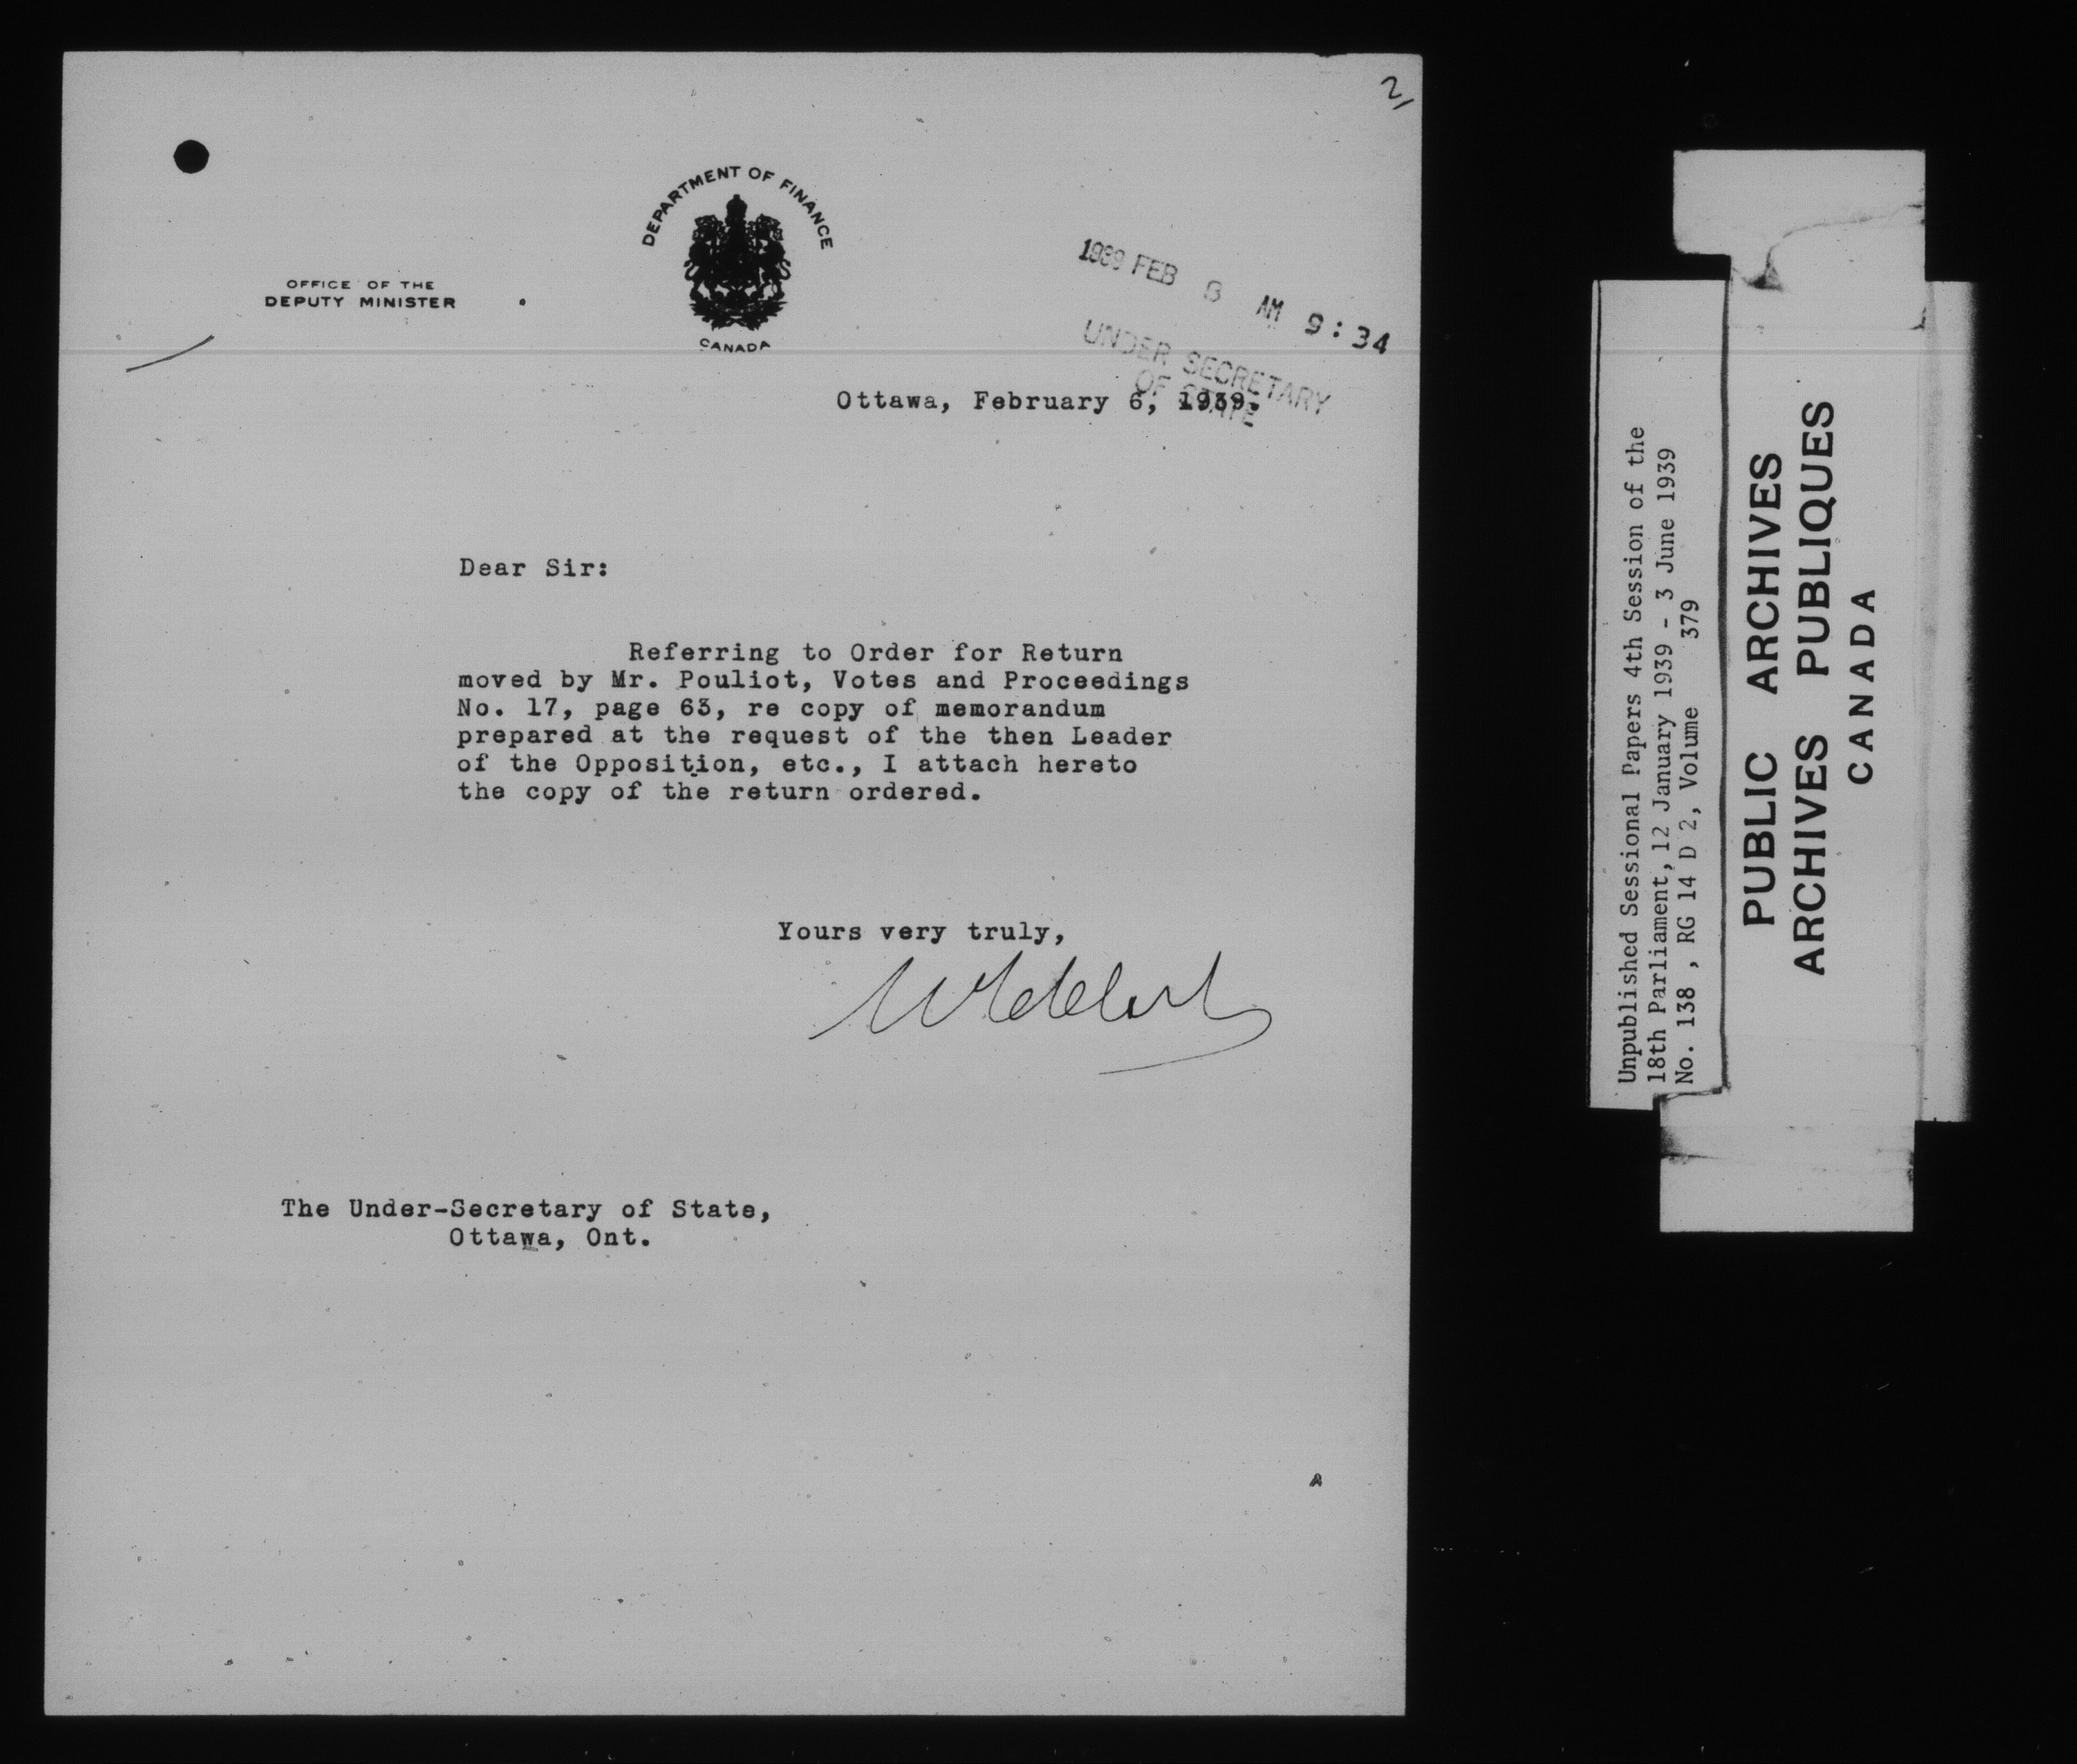 2/
DEPARTMENT OF FINANCE
CANADA
OFFICE OF THE
DEPUTY MINISTER
1939 FEB 8 AM 9:34
UNDER SECRETARY
OF STATE
Ottawa, February 6, 1939.
Dear Sir:
Referring to Order for Return
moved by Mr. Pouliot, Votes and Proceedings
No. 17, page 63, re copy of memorandum
prepared at the request of the then Leader
of the Opposition, etc., I attach hereto
the copy of the return ordered.
Yours very truly,
The Under-Secretary of State,
Ottawa, Ont.
Unpublished Sessional Papers 4th Session of the
18th Parliament, 12 January 1939 - 3 June 1939
No. 138 , RG 14 D 2, Volume 379
PUBLIC ARCHIVES
ARCHIVES PUBLIQUES
CANADA